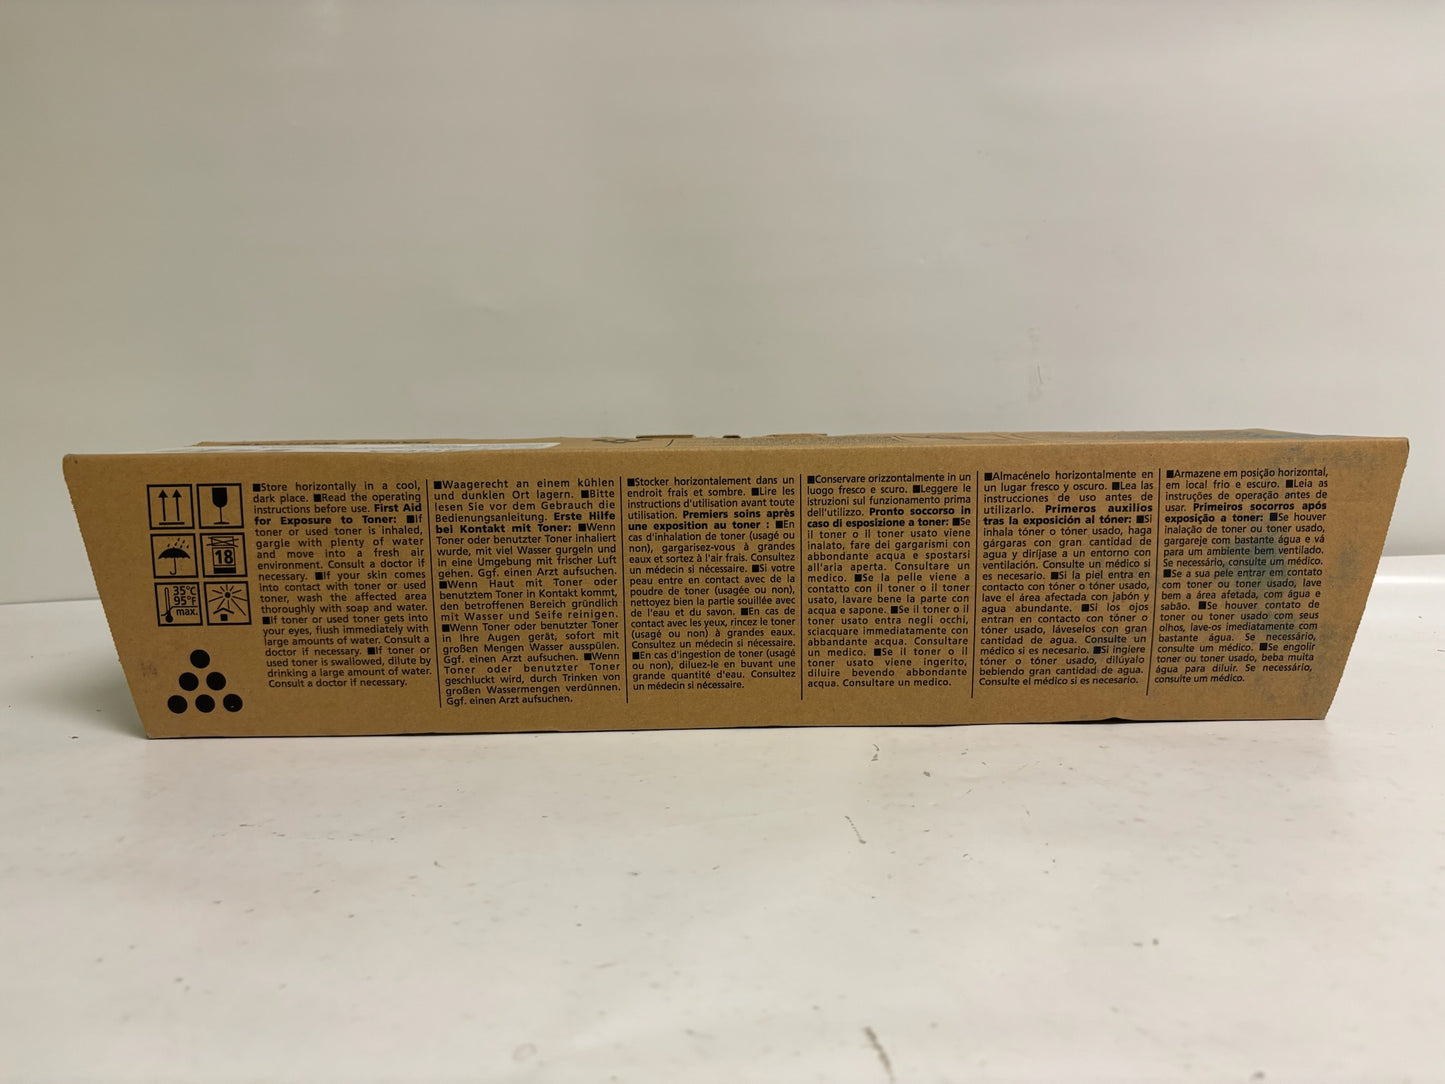 18
35°C
95°F
max.
■Store horizontally in a cool,
dark place. ■Read the operating
instructions before use. First Aid
for Exposure to Toner: ■If
toner or used toner is inhaled,
gargle with plenty of water
and move into a fresh air
environment. Consult a doctor if
necessary. ■If your skin comes
into contact with toner or used
toner, wash the affected area
thoroughly with soap and water.
■If toner or used toner gets into
your eyes, flush immediately with
large amounts of water. Consult a
doctor if necessary. ■If toner or
used toner is swallowed, dilute by
drinking a large amount of water.
Consult a doctor if necessary.
■Waagerecht an einem kühlen
und dunklen Ort lagern. ■Bitte
lesen Sie vor dem Gebrauch die
Bedienungsanleitung. Erste Hilfe
bei Kontakt mit Toner: ■Wenn
Toner oder benutzter Toner inhaliert
wurde, mit viel Wasser gurgeln und
in eine Umgebung mit frischer Luft
gehen. Ggf. einen Arzt aufsuchen.
■Wenn Haut mit Toner oder
benutztem Toner in Kontakt kommt,
den betroffenen Bereich gründlich
mit Wasser und Seife reinigen.
■Wenn Toner oder benutzter Toner
in Ihre Augen gerät, sofort mit
großen Mengen Wasser ausspülen.
Ggf. einen Arzt aufsuchen. ■Wenn
Toner oder benutzte Toner
geschluckt wird, durch Trinken von
großen Wassermengen verdünnen.
Ggf. einen Arzt aufsuchen.
■Stocker horizontalement dans un
endroit frais et sombre. ■Lire les
instructions d'utilisation avant toute
utilisation. Premiers soins après
une exposition au toner : ■En
cas d'inhalation de toner (usagé ou
non), gargarisez-vous à grandes
eaux et sortez à l'air frais. Consultez
un médecin si nécessaire. ■Si votre
peau entre en contact avec de la
poudre de toner (usagée ou non),
nettoyez bien la partie souillée avec
de l'eau et du savon. ■En cas de
contact avec les yeux, rincez le toner
(usagé ou non) à grandes eaux.
Consultez un médecin si nécessaire.
■En cas d'ingestion de toner (usagé
ou non), diluez-le en buvant une
grande quantité d'eau. Consultez
un médecin si nécessaire.
■Conservare orizzontalmente in un
luogo fresco e scuro. ■Leggere le
istruzioni sul funzionamento prima
dell'utilizzo. Pronto soccorso in
caso di esposizione a toner: ■Se
il toner o il toner usato viene
inalato, fare dei gargarismi con
abbondante acqua e spostarsi
all'aria aperta. Consultare un
medico. ■Se la pelle viene a
contatto con il toner o il toner
usato, lavare bene la parte con
acqua e sapone. ■Se il toner o il
toner usato entra negli occhi,
sciacquare immediatamente con
abbondante acqua. Consultare
un medico. ■Se il toner o il
toner usato viene ingerito,
diluire bevendo abbondante
acqua. Consultare un medico.
■Almacénelo horizontalmente en
un lugar fresco y oscuro. ■Lea las
instrucciones de uso antes de
utilizarlo. Primeros auxilios
tras la exposición al tóner: ■Si
inhala tóner o tóner usado, haga
gárgaras con gran cantidad de
agua y diríjase a un entorno con
ventilación. Consulte un médico si
es necesario. ■Si la piel entra en
contacto con tóner o tóner usado,
lave el área afectada con jabón y
agua abundante. ■Si los ojos
entran en contacto con tóner o
tóner usado, láveselos con gran
cantidad de agua. Consulte un
médico si es necesario. ■Si ingiere
tóner o tóner usado, dilúyalo
bebiendo gran cantidad de agua.
Consulte el médico si es necesario.
■Armazene em posição horizontal,
em local frio e escuro. ■Leia as
instruções de operação antes de
usar. Primeiros socorros após
exposição a toner: ■Se houver
inalação de toner ou toner usado,
gargareje com bastante água e vá
para um ambiente bem ventilado.
Se necessário, consulte um médico.
■Se a sua pele entrar em contato
com toner ou toner usado, lave
bem a área afetada, com água e
sabão. ■Se houver contato de
toner ou toner usado com seus
olhos, lave-os imediatamente com
bastante água. Se necessário,
consulte um médico. ■Se engolir
toner ou toner usado, beba muita
água para diluir. Se necessário,
consulte um médico.